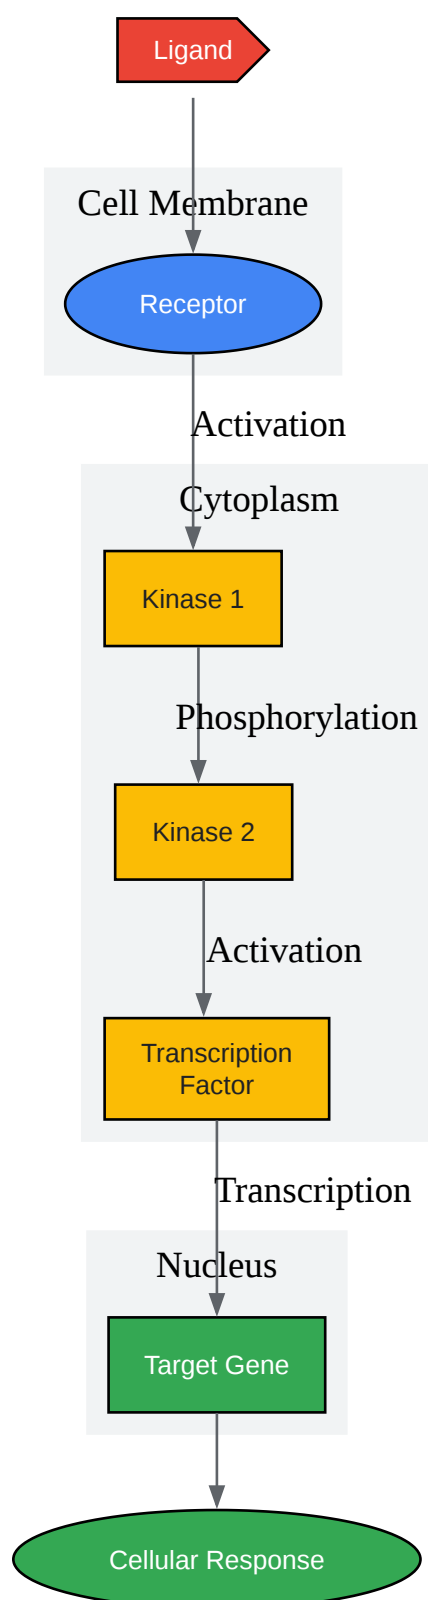 Ligand
Cell Membrane
Receptor
Activation
Cytoplasm
Kinase 1
Phosphorylation
Kinase 2
Activation
Transcription
Factor
Transcription
Nucleus
Target Gene
Cellular Response